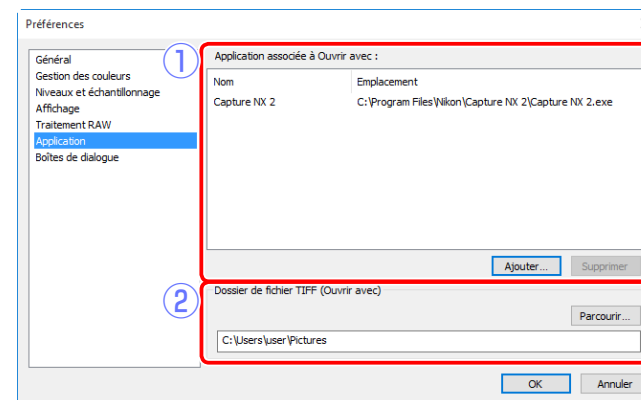 Préférences
Général
Gestion des couleurs
Niveaux et échantillonnage
Affichage
Traitement RAW
Application
Boîtes de dialogue
①
Application associée à Ouvrir avec :
Nom Emplacement
Capture NX 2 C:\Program Files\Nikon\Capture NX 2\Capture NX 2.exe
Ajouter... Supprimer
②
Dossier de fichier TIFF (Ouvrir avec)
Parcourir...
C:\Users\user\Pictures
OK Annuler